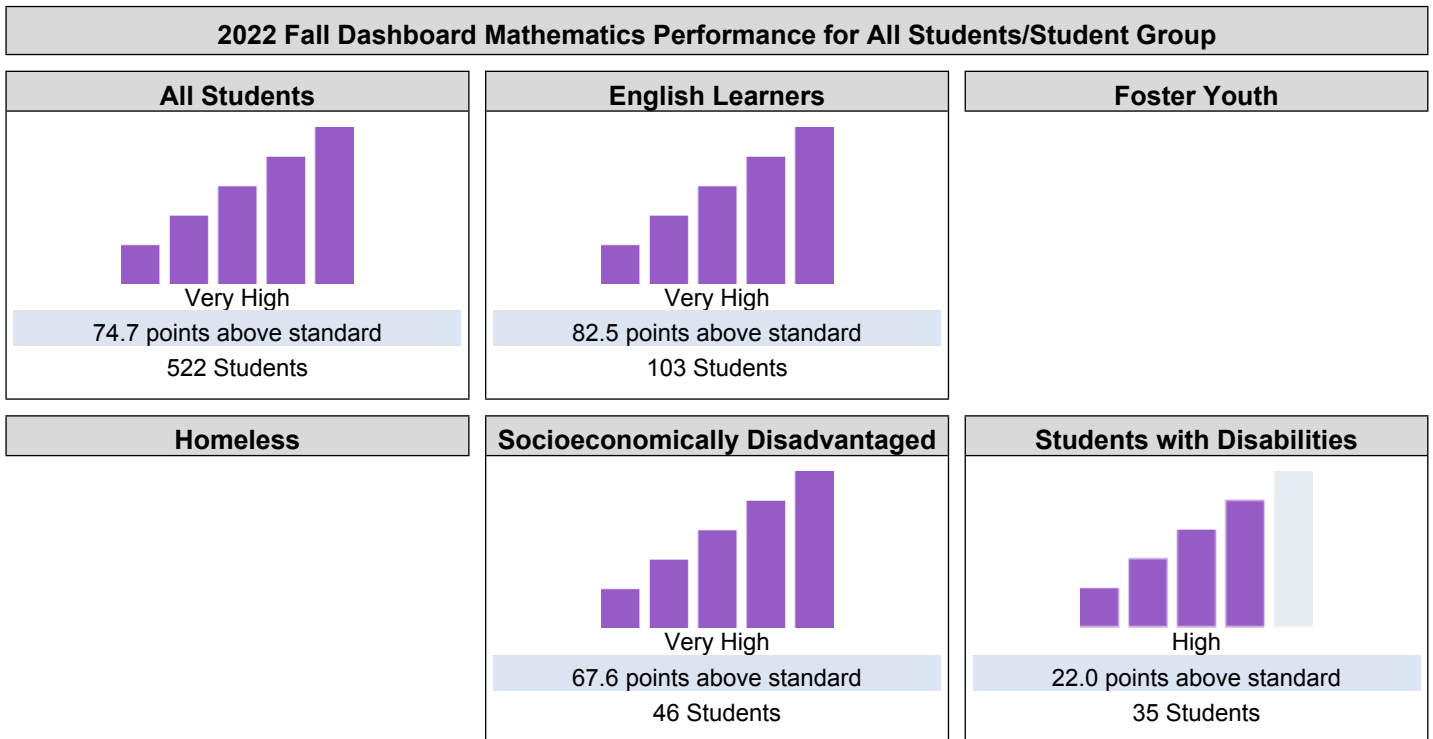 2022 Fall Dashboard Mathematics Performance for All Students/Student Group
All Students
Very High
74.7 points above standard
522 Students
English Learners
Very High
82.5 points above standard
103 Students
Foster Youth
Homeless
Socioeconomically Disadvantaged
Very High
67.6 points above standard
46 Students
Students with Disabilities
High
22.0 points above standard
35 Students